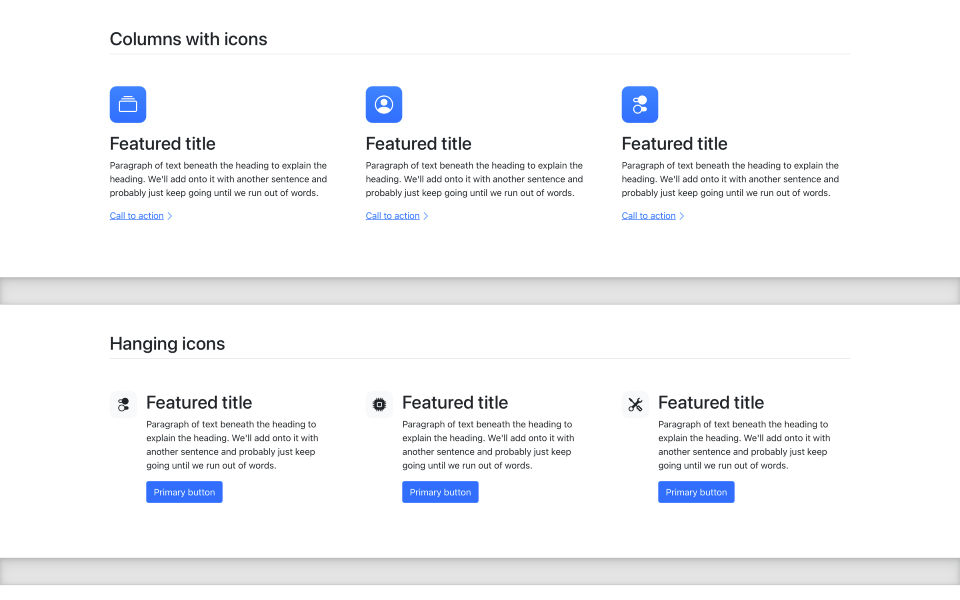 Columns with icons
Featured title
Paragraph of text beneath the heading to explain the
heading. We'll add onto it with another sentence and
probably just keep going until we run out of words.
Call to action
Featured title
Paragraph of text beneath the heading to explain the
heading. We'll add onto it with another sentence and
probably just keep going until we run out of words.
Call to action
Featured title
Paragraph of text beneath the heading to explain the
heading. We'll add onto it with another sentence and
probably just keep going until we run out of words.
Call to action
Hanging icons
Featured title
Paragraph of text beneath the heading to
explain the heading. We'll add onto it with
another sentence and probably just keep
going until we run out of words.
Primary button
Featured title
Paragraph of text beneath the heading to
explain the heading. We'll add onto it with
another sentence and probably just keep
going until we run out of words.
Primary button
Featured title
Paragraph of text beneath the heading to
explain the heading. We'll add onto it with
another sentence and probably just keep
going until we run out of words.
Primary button